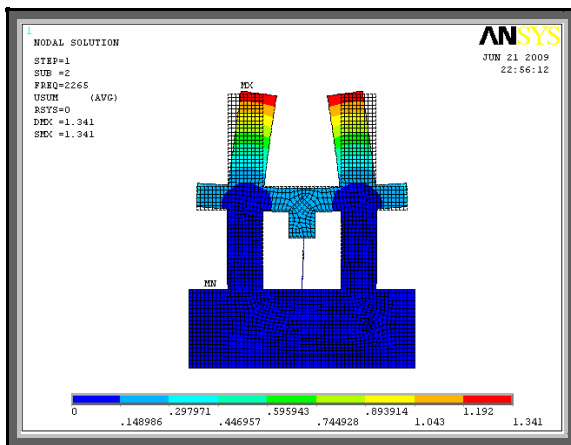 1
NODAL SOLUTION
ANSYS
STEP=1
SUB =2
FREQ=2265
USUM (AVG)
RSYS=0
DMX =1.341
SMX =1.341
JUN 21 2009
22:56:12
MX
MN
0 .148986 .297971 .446957 .595943 .744928 .893914 1.043 1.192 1.341